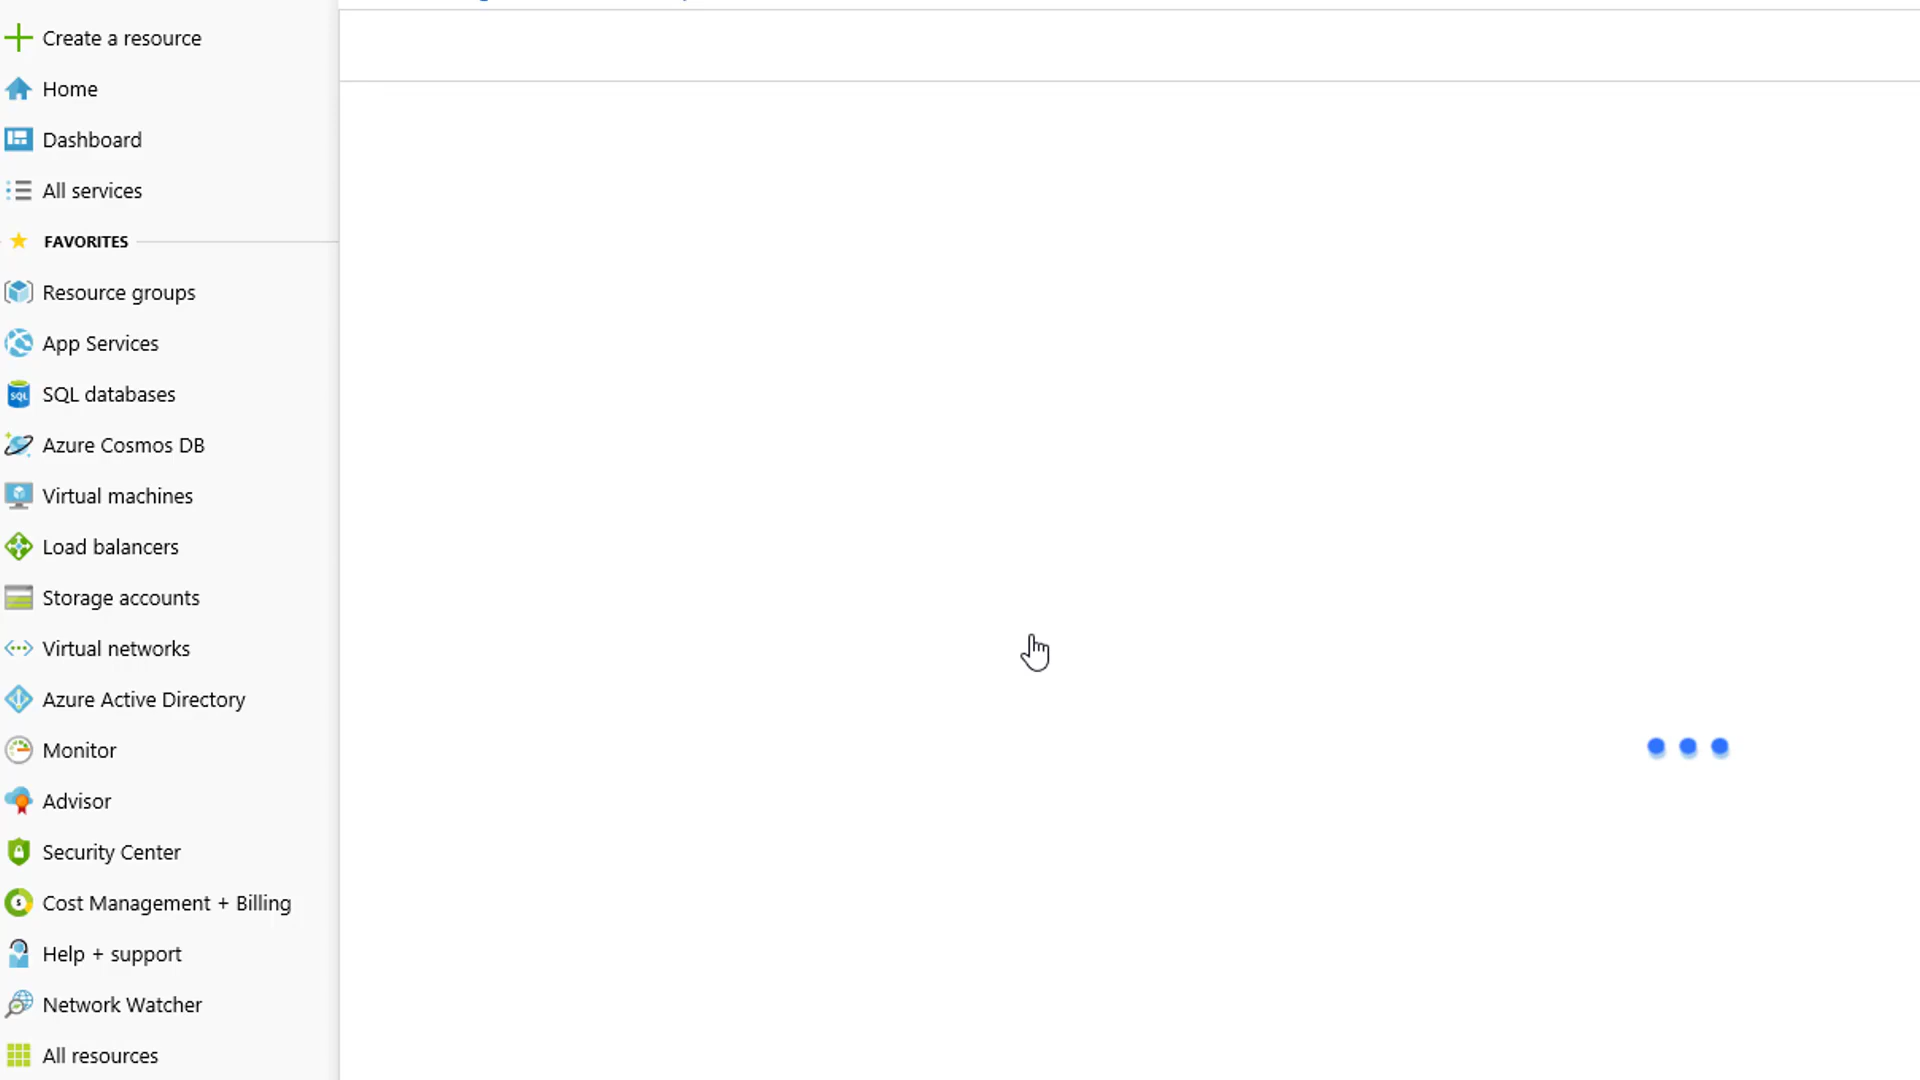 Create a resource
Home
Dashboard
All services
FAVORITES
Resource groups
App Services
SQL databases
Azure Cosmos DB
Virtual machines
Load balancers
Storage accounts
Virtual networks
Azure Active Directory
Monitor
Advisor
Security Center
Cost Management + Billing
Help + support
Network Watcher
All resources